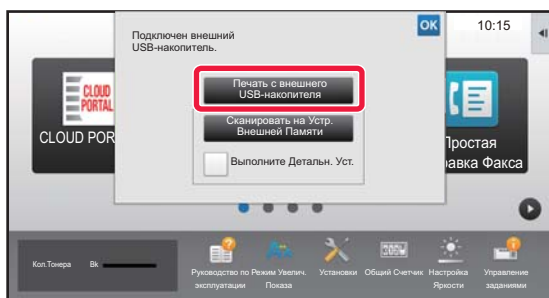 Подключен внешний
USB-накопитель.
OK
10:15
Печать с внешнего
USB-накопителя
Сканировать на Устр.
Внешней Памяти
Выполните Детальн. Уст.
CLOUD
PORTAL
CLOUD POR
Простая
авка Факса
Кол.Тонера
Bk
Руководство по
эксплуатации
Режим Увелич.
Показа
Установки
Общий Счетчик
Настройка
Яркости
Управление
заданиями